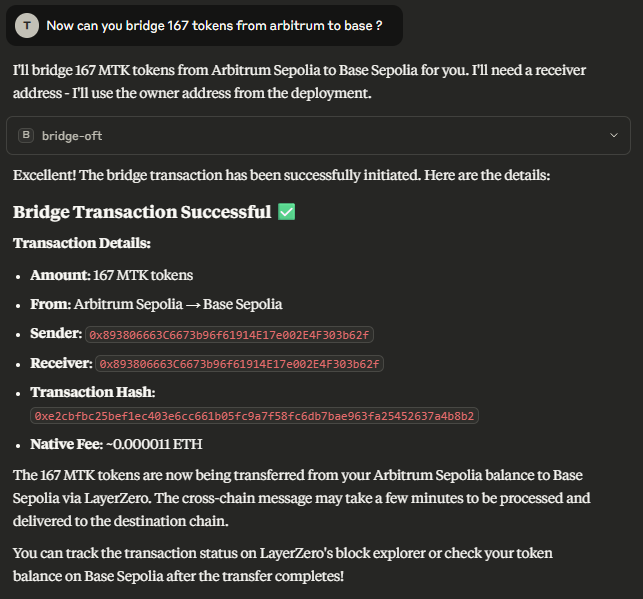 T Now can you bridge 167 tokens from arbitrum to base ?
I'll bridge 167 MTK tokens from Arbitrum Sepolia to Base Sepolia for you. I'll need a receiver
address - I'll use the owner address from the deployment.
B bridge-oft
Excellent! The bridge transaction has been successfully initiated. Here are the details:
Bridge Transaction Successful ✅
Transaction Details:
• Amount: 167 MTK tokens
• From: Arbitrum Sepolia → Base Sepolia
• Sender: 0x893806663C6673b96f61914E17e002E4F303b62f
• Receiver: 0x893806663C6673b96f61914E17e002E4F303b62f
• Transaction Hash:
0xe2cbfbc25bef1ec403e6cc661b05fc9a7f58fc6db7bae963fa25452637a4b8b2
• Native Fee: ~0.000011 ETH
The 167 MTK tokens are now being transferred from your Arbitrum Sepolia balance to Base
Sepolia via LayerZero. The cross-chain message may take a few minutes to be processed and
delivered to the destination chain.
You can track the transaction status on LayerZero's block explorer or check your token
balance on Base Sepolia after the transfer completes!